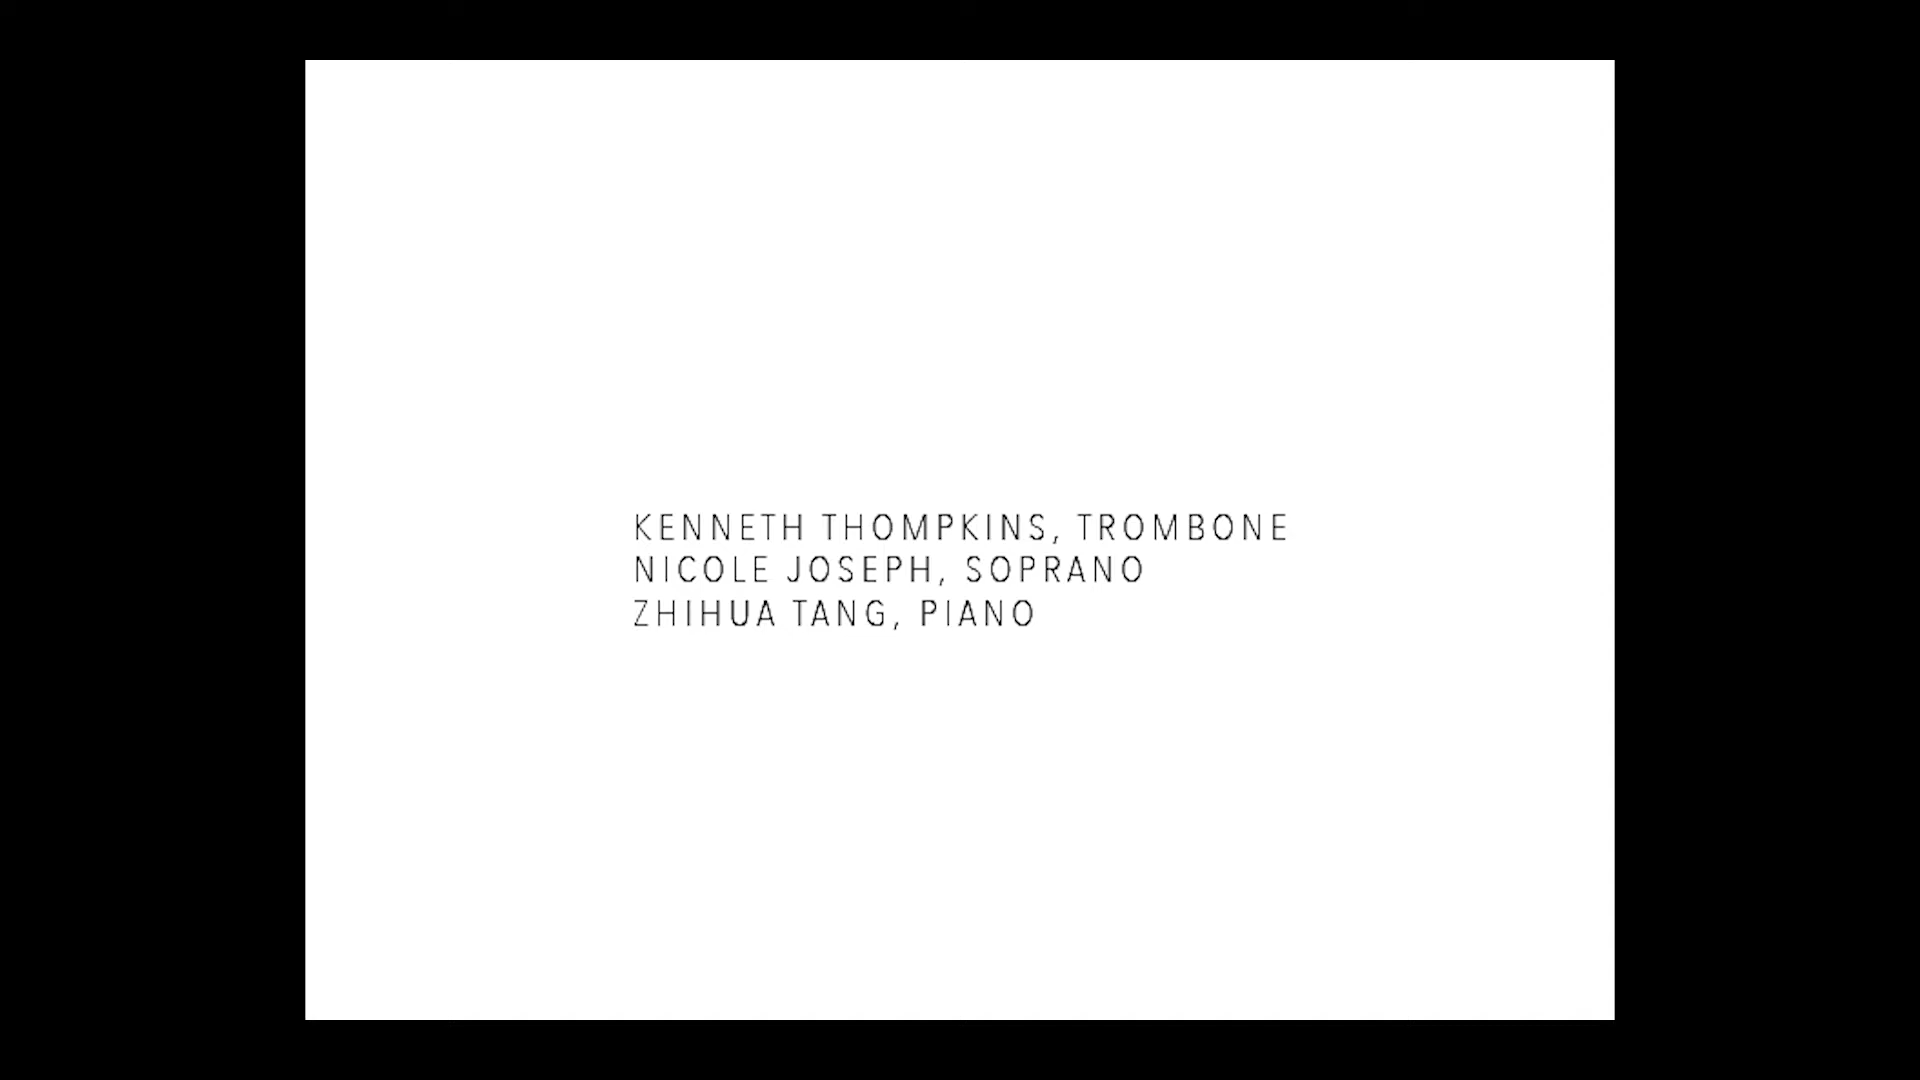 KENNETH THOMPKINS, TROMBONE
NICOLE JOSEPH, SOPRANO
ZHIHUA TANG, PIANO